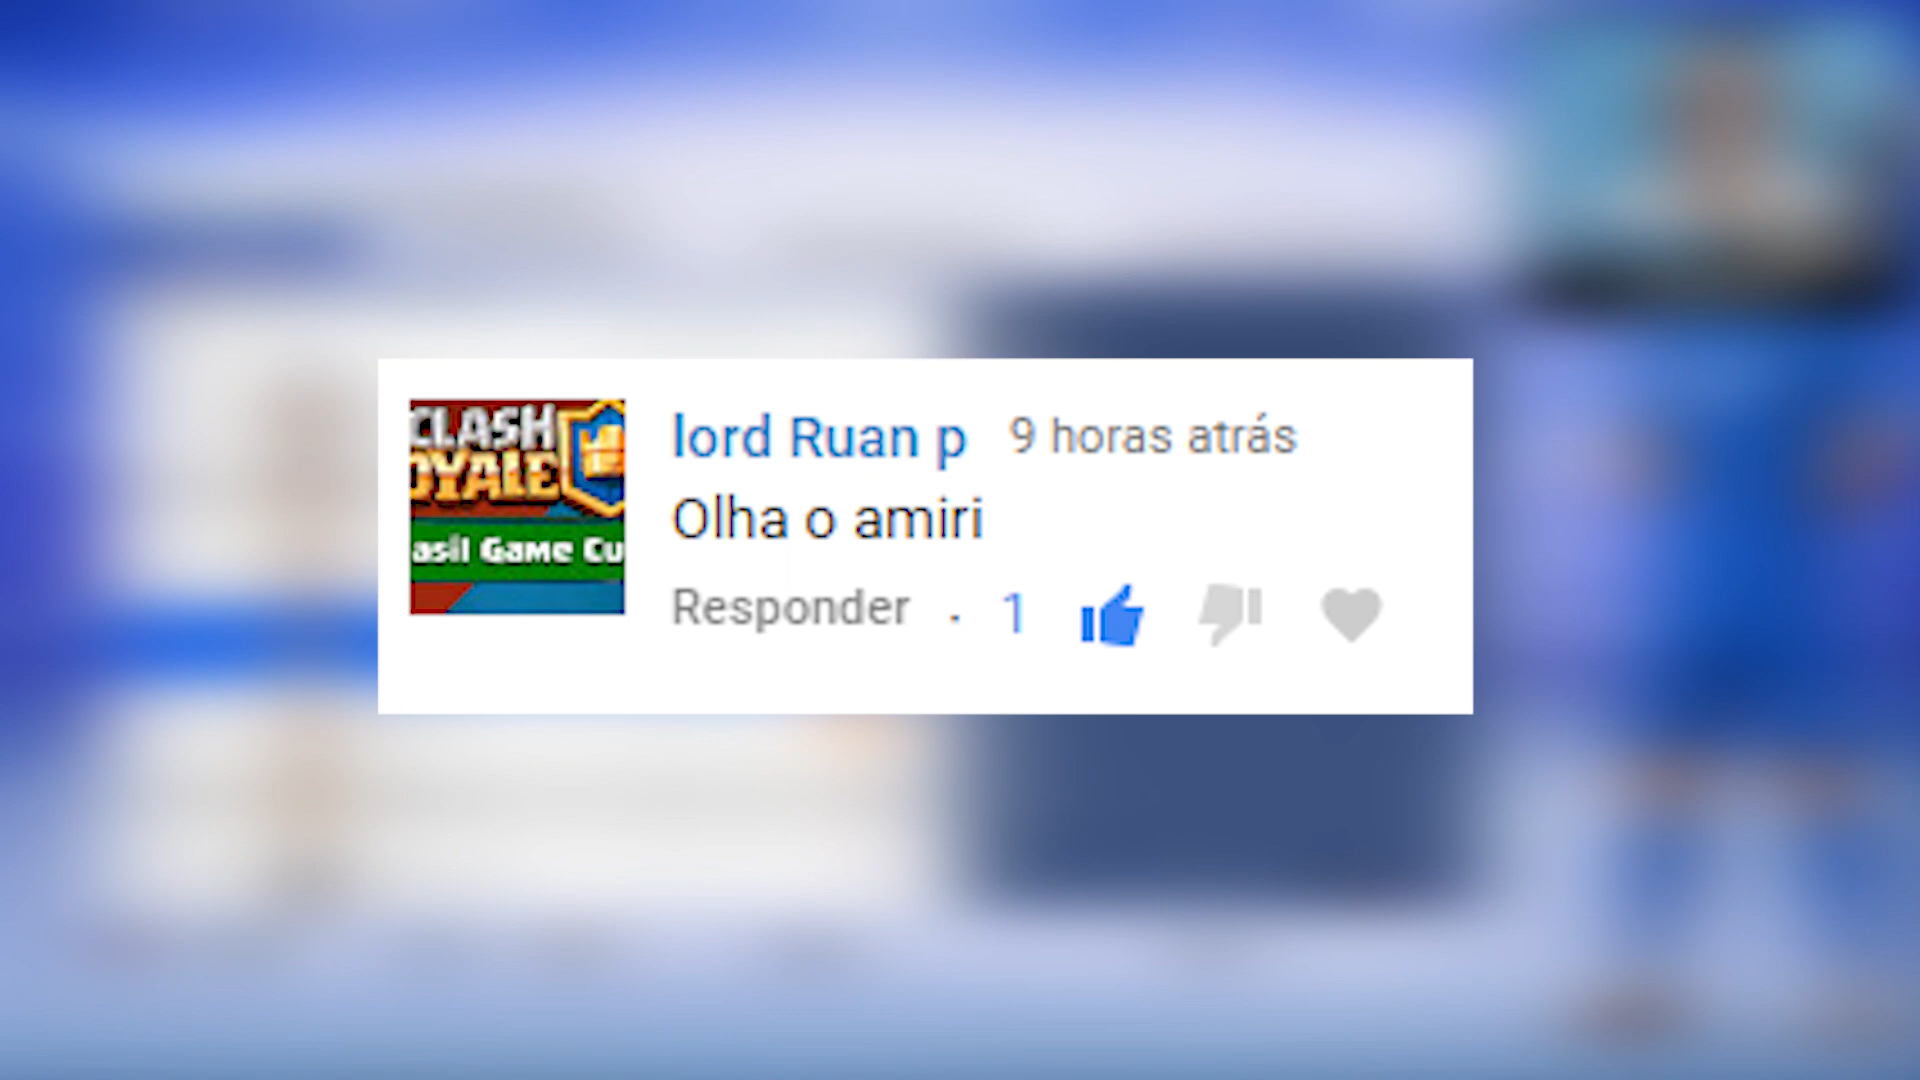 CLASH
OYALE
asil Game Cu
lord Ruan p 9 horas atrás
Olha o amiri
Responder . 1